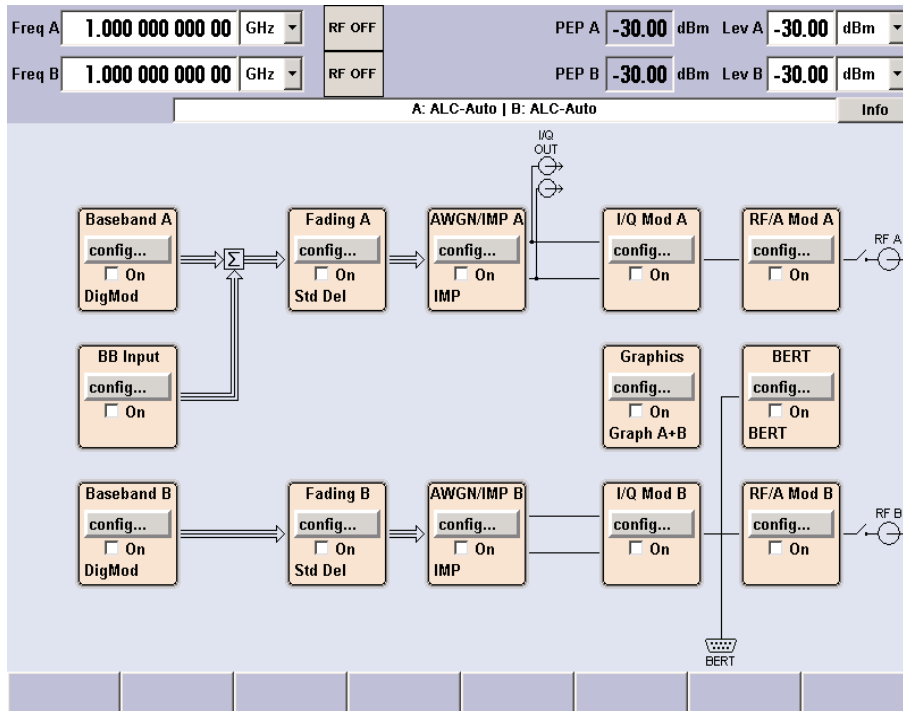 Freq A 1.000 000 000 00 GHz RF OFF PEP A -30.00 dBm Lev A -30.00 dBm
Freq B 1.000 000 000 00 GHz RF OFF PEP B -30.00 dBm Lev B -30.00 dBm
A: ALC-Auto | B: ALC-Auto Info
I/Q
OUT
Baseband A
config...
On
DigMod
Σ
Fading A
config...
On
Std Del
AWGN/IMP A
config...
On
IMP
I/Q Mod A
config...
On
RF/A Mod A
config...
On
RF A
BB Input
config...
On
Graphics
config...
On
Graph A+B
BERT
config...
On
BERT
Baseband B
config...
On
DigMod
Fading B
config...
On
Std Del
AWGN/IMP B
config...
On
IMP
I/Q Mod B
config...
On
RF/A Mod B
config...
On
RF B
BERT